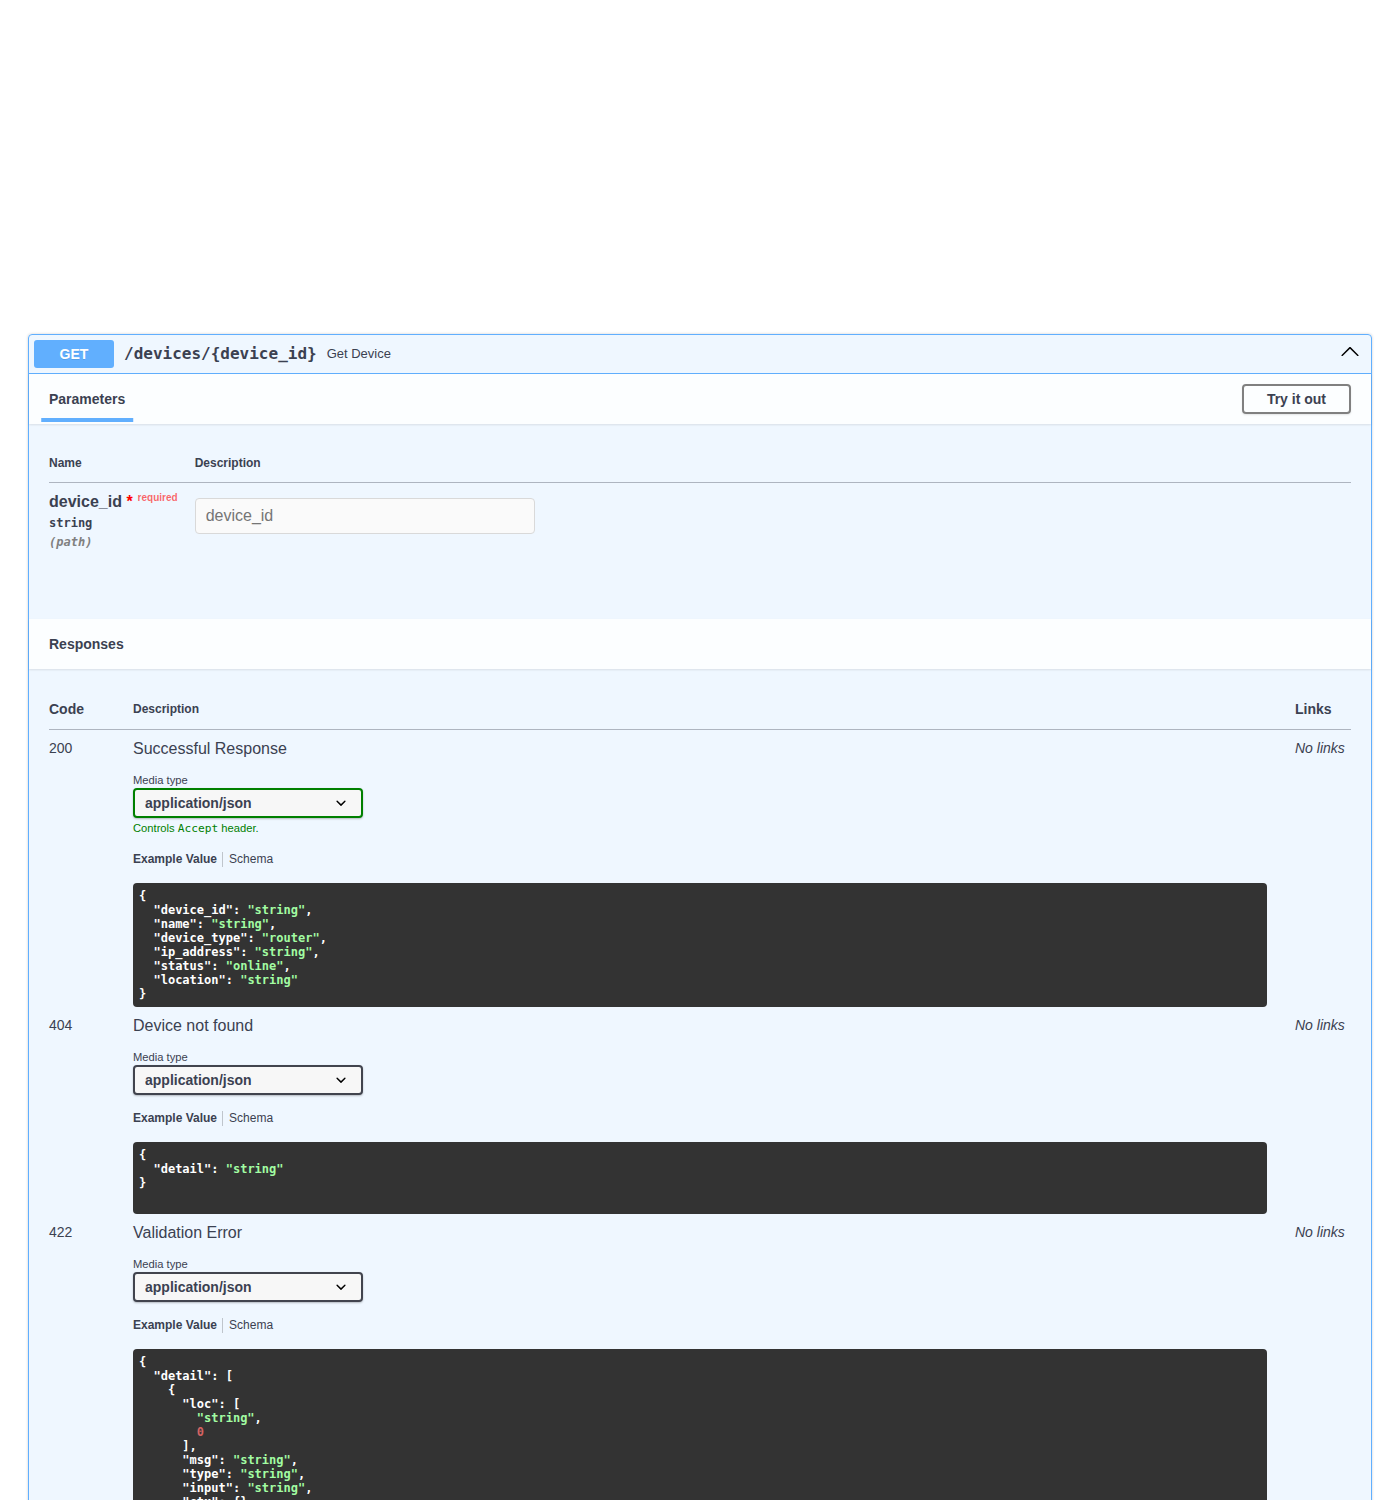 GET /devices/{device_id} Get Device
Parameters
Try it out
Name Description
device_id * required
string
(path)
device_id
Responses
Code Description Links
200 Successful Response No links
Media type
application/json
Controls Accept header.
Example Value Schema
{
  "device_id": "string",
  "name": "string",
  "device_type": "router",
  "ip_address": "string",
  "status": "online",
  "location": "string"
}
404 Device not found No links
Media type
application/json
Example Value Schema
{
  "detail": "string"
}
422 Validation Error No links
Media type
application/json
Example Value Schema
{
  "detail": [
    {
      "loc": [
        "string",
        0
      ],
      "msg": "string",
      "type": "string",
      "input": "string",